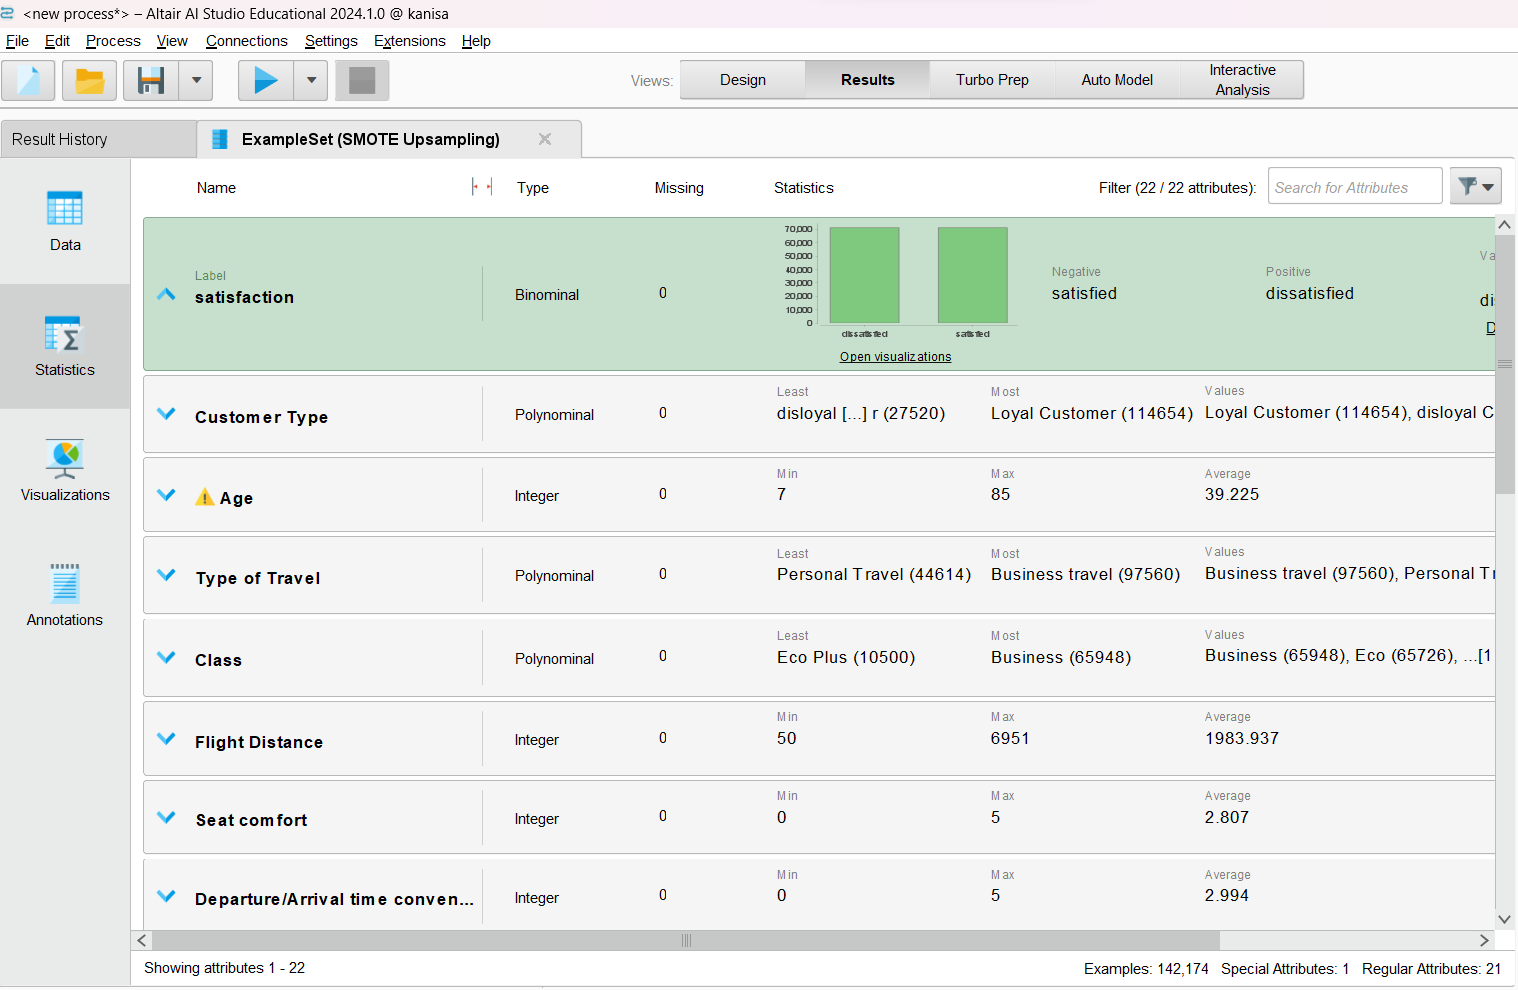 <new process*> – Altair AI Studio Educational 2024.1.0 @ kanisa
File Edit Process View Connections Settings Extensions Help
Views: Design Results Turbo Prep Auto Model Interactive Analysis
Result History ExampleSet (SMOTE Upsampling)
Data
Statistics
Visualizations
Annotations
Name Type Missing Statistics Filter (22 / 22 attributes): Search for Attributes
Label
satisfaction Binominal 0
70,000
60,000
50,000
40,000
30,000
20,000
10,000
0
dissatisfied satisfied
Open visualizations
Negative
satisfied
Positive
dissatisfied
Va
dis
D
Customer Type Polynominal 0
Least Most Values
disloyal [...] r (27520) Loyal Customer (114654) Loyal Customer (114654), disloyal C
Age Integer 0
Min Max Average
7 85 39.225
Type of Travel Polynominal 0
Least Most Values
Personal Travel (44614) Business travel (97560) Business travel (97560), Personal Tr
Class Polynominal 0
Least Most Values
Eco Plus (10500) Business (65948) Business (65948), Eco (65726), ...[1
Flight Distance Integer 0
Min Max Average
50 6951 1983.937
Seat comfort Integer 0
Min Max Average
0 5 2.807
Departure/Arrival time conven... Integer 0
Min Max Average
0 5 2.994
Showing attributes 1 - 22
Examples: 142,174 Special Attributes: 1 Regular Attributes: 21